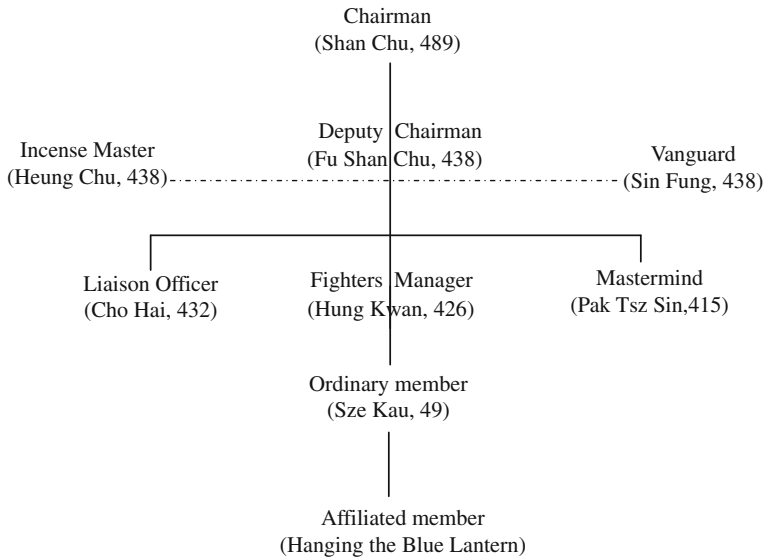 Chairman
(Shan Chu, 489)
Deputy Chairman
(Fu Shan Chu, 438)
Incense Master
(Heung Chu, 438)
Vanguard
(Sin Fung, 438)
Liaison Officer
(Cho Hai, 432)
Fighters Manager
(Hung Kwan, 426)
Mastermind
(Pak Tsz Sin,415)
Ordinary member
(Sze Kau, 49)
Affiliated member
(Hanging the Blue Lantern)